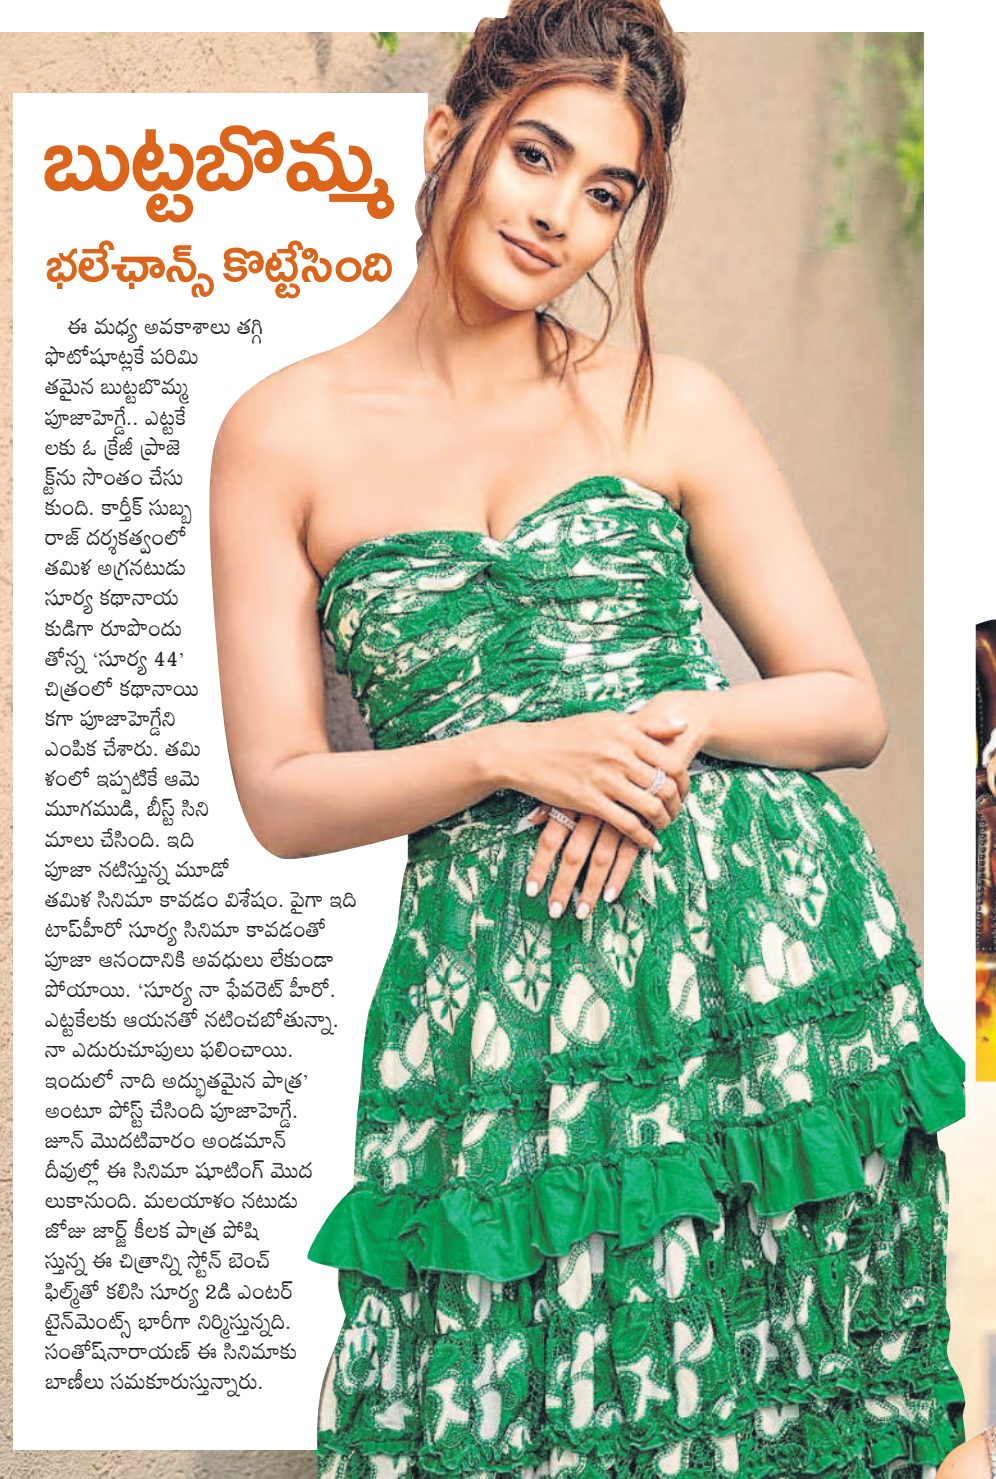 బుట్టబొమ్మ
భలేఛాన్స్ కొట్టేసింది
ఈ మధ్య అవకాశాలు తగ్గి
ఫొటోషూట్లకే పరిమి
తమైన బుట్టబొమ్మ
పూజాహెగ్డే.. ఎట్టకే
లకు ఓ క్రేజీ ప్రాజె
క్ట్‌ను సొంతం చేసు
కుంది. కార్తీక్ సుబ్బ
రాజ్ దర్శకత్వంలో
తమిళ అగ్రనటుడు
సూర్య కథానాయ
కుడిగా రూపొందు
తోన్న ‘సూర్య 44’
చిత్రంలో కథానాయి
కగా పూజాహెగ్డేని
ఎంపిక చేశారు. తమి
ళంలో ఇప్పటికే ఆమె
మూగముడి, బీస్ట్ సిని
మాలు చేసింది. ఇది
పూజా నటిస్తున్న మూడో
తమిళ సినిమా కావడం విశేషం. పైగా ఇది
టాప్‌హీరో సూర్య సినిమా కావడంతో
పూజా ఆనందానికి అవధులు లేకుండా
పోయాయి. ‘సూర్య నా ఫేవరెట్ హీరో.
ఎట్టకేలకు ఆయనతో నటించబోతున్నా.
నా ఎదురుచూపులు ఫలించాయి.
ఇందులో నాది అద్భుతమైన పాత్ర’
అంటూ పోస్ట్ చేసింది పూజాహెగ్డే.
జూన్ మొదటివారం అండమాన్
దీవుల్లో ఈ సినిమా షూటింగ్ మొద
లుకానుంది. మలయాళం నటుడు
జోజు జార్జ్ కీలక పాత్ర పోషి
స్తున్న ఈ చిత్రాన్ని స్టోన్ బెంచ్
ఫిల్మ్‌తో కలిసి సూర్య 2డి ఎంటర్
టైన్‌మెంట్స్ భారీగా నిర్మిస్తున్నది.
సంతోష్‌నారాయణ్ ఈ సినిమాకు
బాణీలు సమకూరుస్తున్నారు.